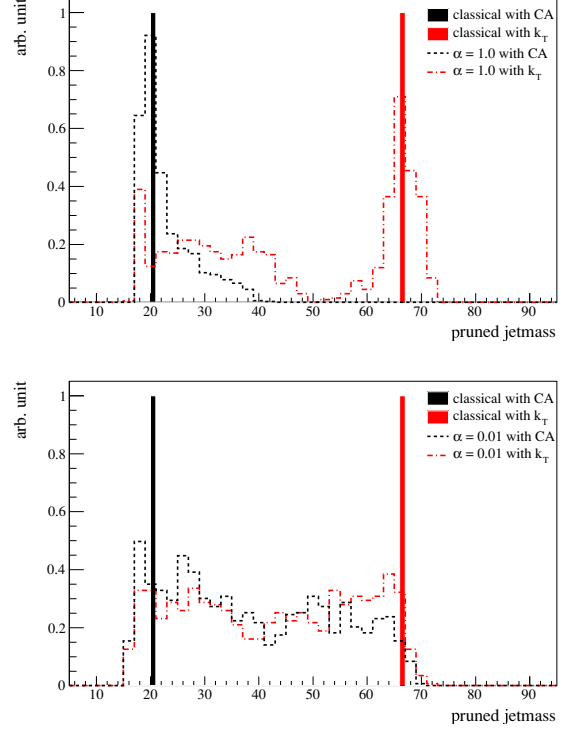 arb. unit
1
0.8
0.6
0.4
0.2
0
10 20 30 40 50 60 70 80 90
pruned jetmass
classical with CA
classical with k_T
α = 1.0 with CA
α = 1.0 with k_T
arb. unit
1
0.8
0.6
0.4
0.2
0
10 20 30 40 50 60 70 80 90
pruned jetmass
classical with CA
classical with k_T
α = 0.01 with CA
α = 0.01 with k_T